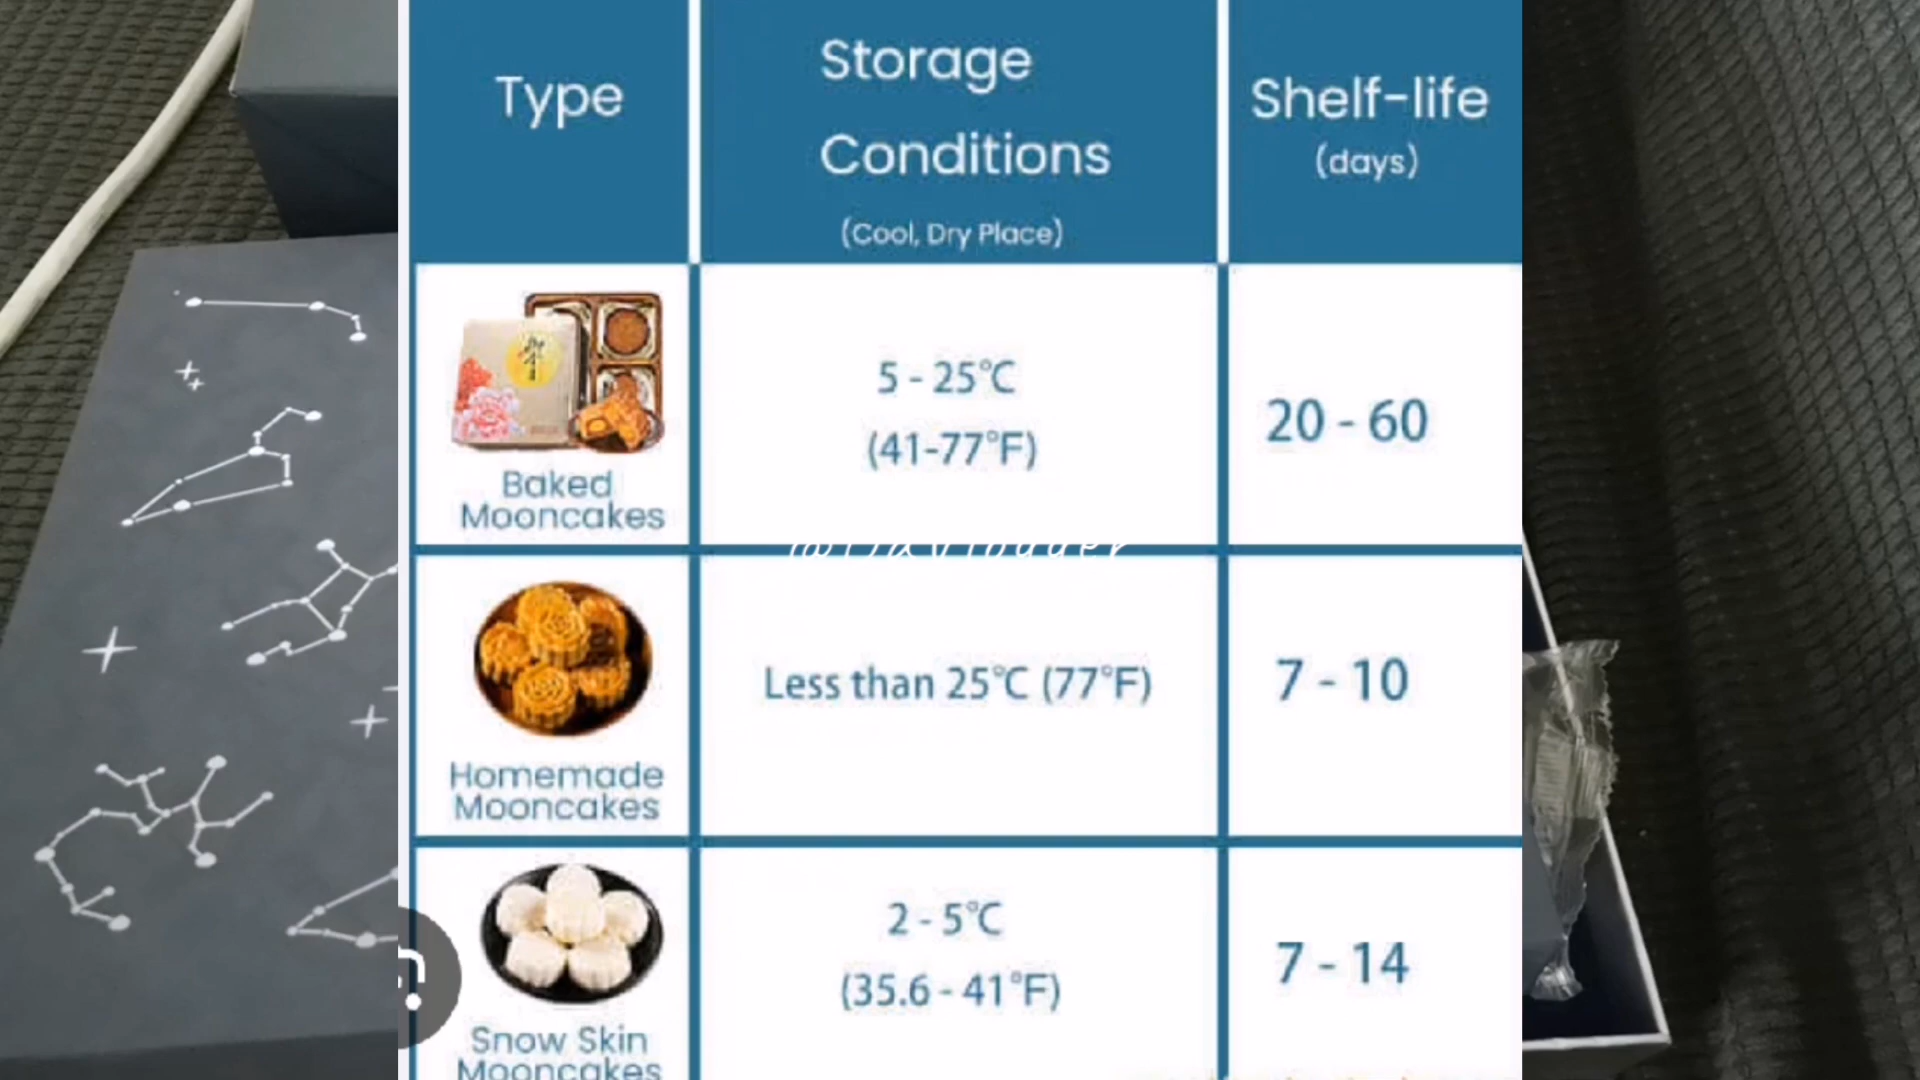 Type
Storage
Conditions
(Cool, Dry Place)
Shelf-life
(days)
Baked
Mooncakes
5 - 25°C
(41-77°F)
20 - 60
Homemade
Mooncakes
Less than 25°C (77°F)
7 - 10
Snow Skin
Mooncakes
2 - 5°C
(35.6 - 41°F)
7 - 14